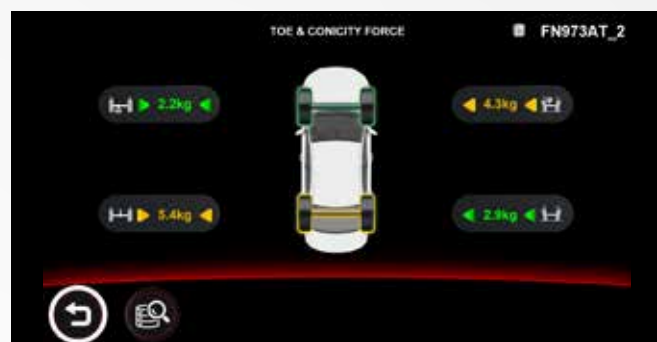 TOE & CONICITY FORCE
FN973AT_2
2.2kg
4.3kg
5.4kg
2.9kg